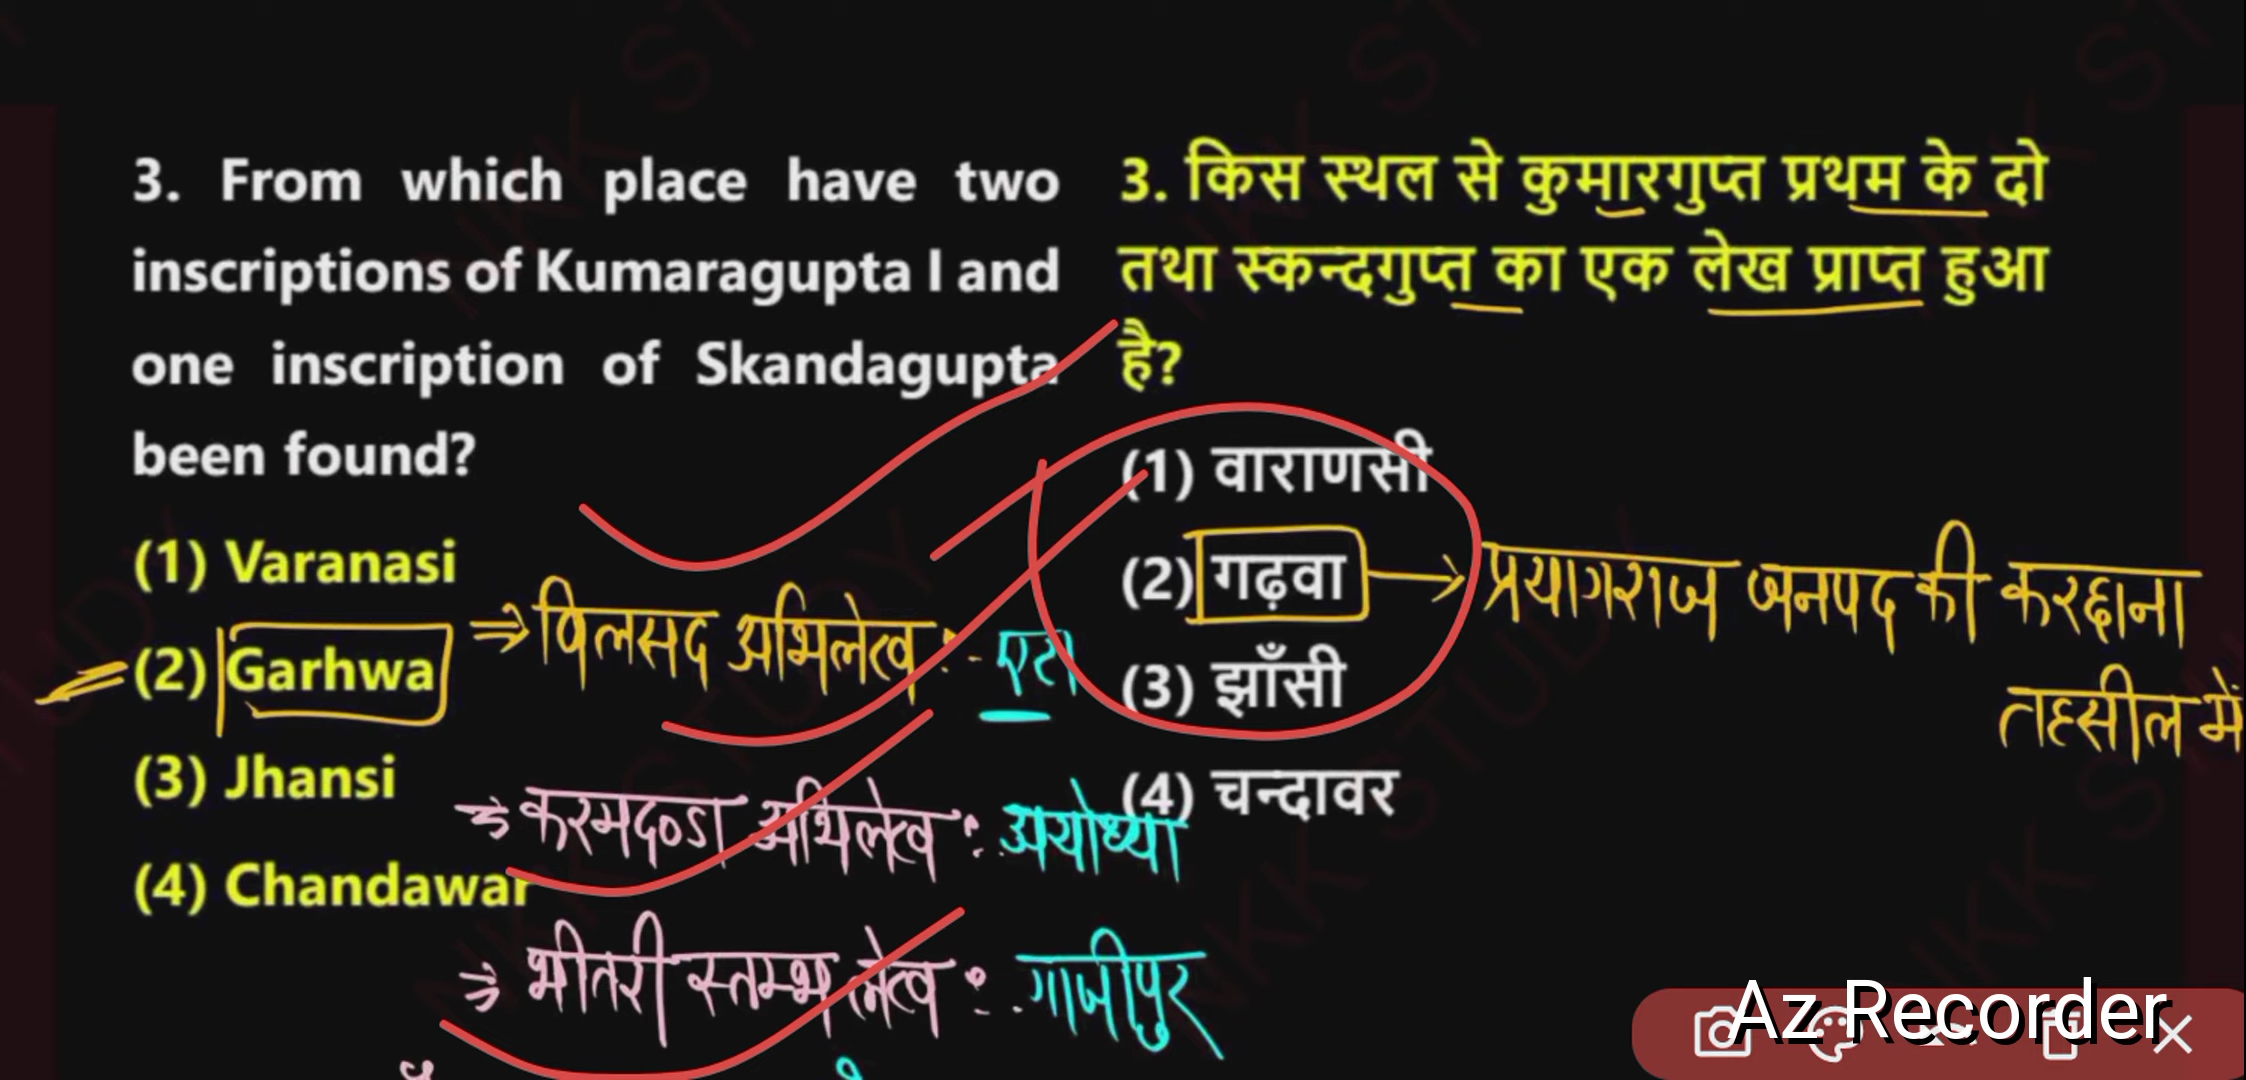 3. From which place have two
inscriptions of Kumaragupta I and
one inscription of Skandagupta
been found?
(1) Varanasi
(2) Garhwa
(3) Jhansi
(4) Chandawar
⇒ विलसद अभिलेख :- एटा
⇒ करमदण्डा अभिलेख : अयोध्या
⇒ भीतरी स्तम्भ लेख : गाजीपुर
3. किस स्थल से कुमारगुप्त प्रथम के दो
तथा स्कन्दगुप्त का एक लेख प्राप्त हुआ
है?
(1) वाराणसी
(2) गढ़वा → प्रयागराज जनपद की करछना
तहसील में
(3) झाँसी
(4) चन्दावर
Az Recorder